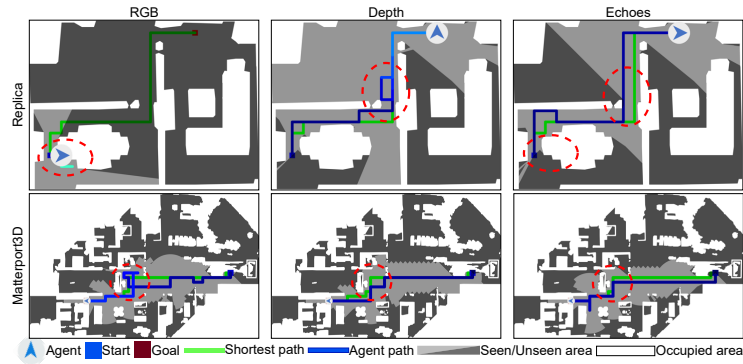 RGB Depth Echoes
Replica
Matterport3D
Agent Start Goal Shortest path Agent path Seen/Unseen area Occupied area